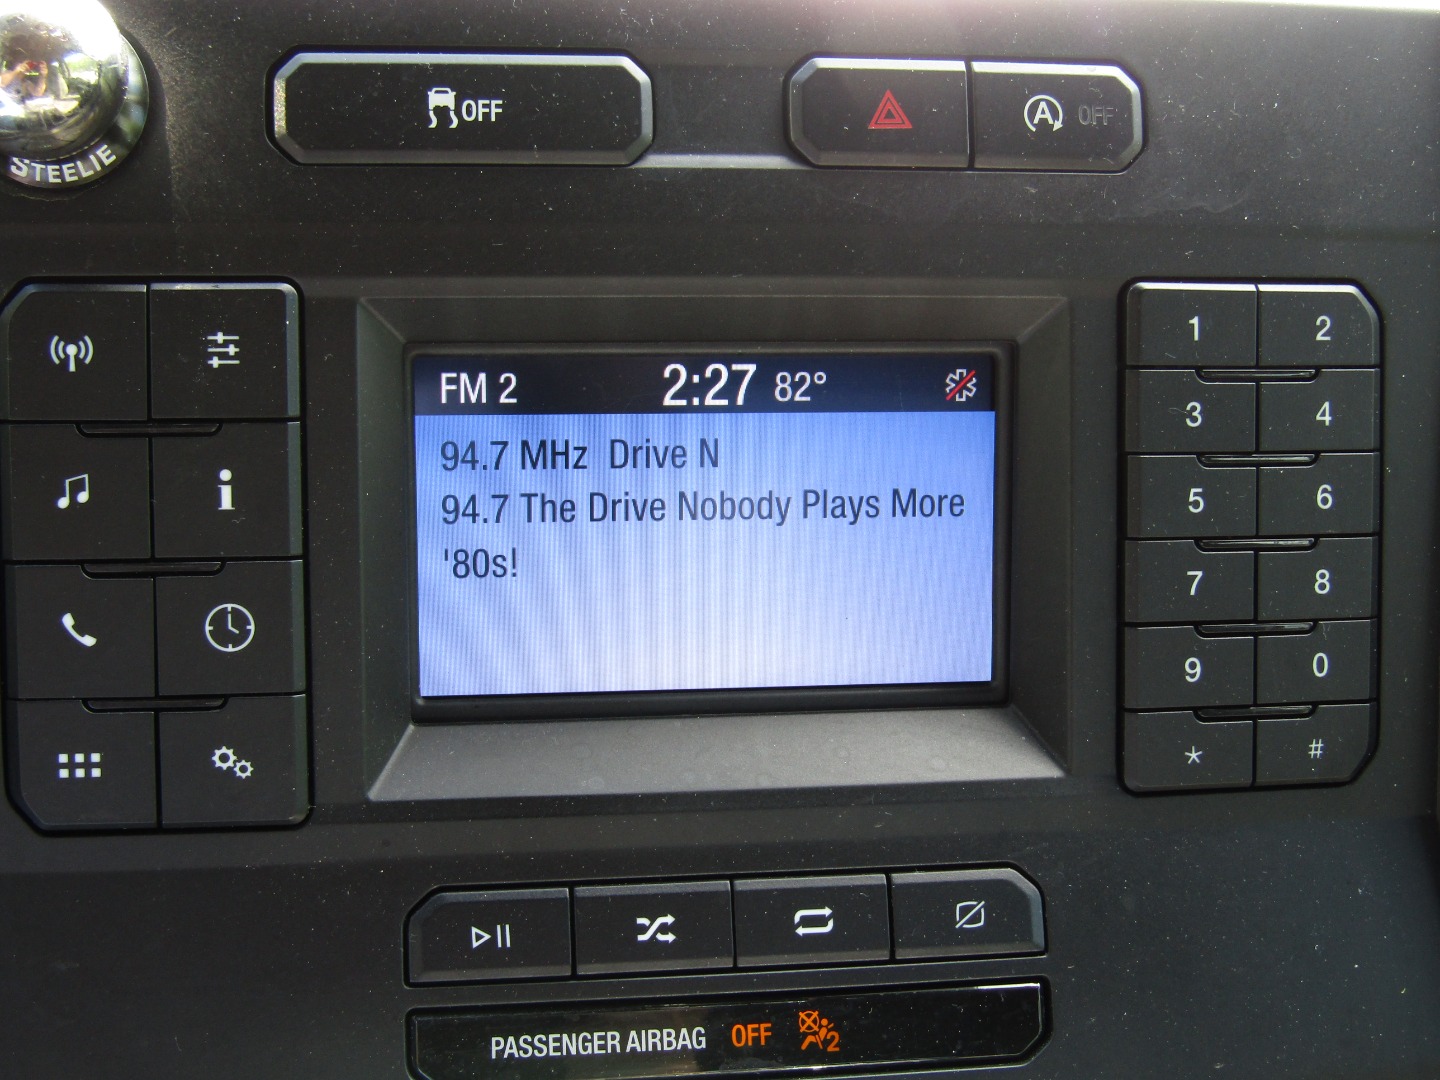 STEELIE
OFF
A OFF
FM 2 2:27 82°
94.7 MHz Drive N
94.7 The Drive Nobody Plays More
'80s!
i
1 2
3 4
5 6
7 8
9 0
* #
PASSENGER AIRBAG OFF 2